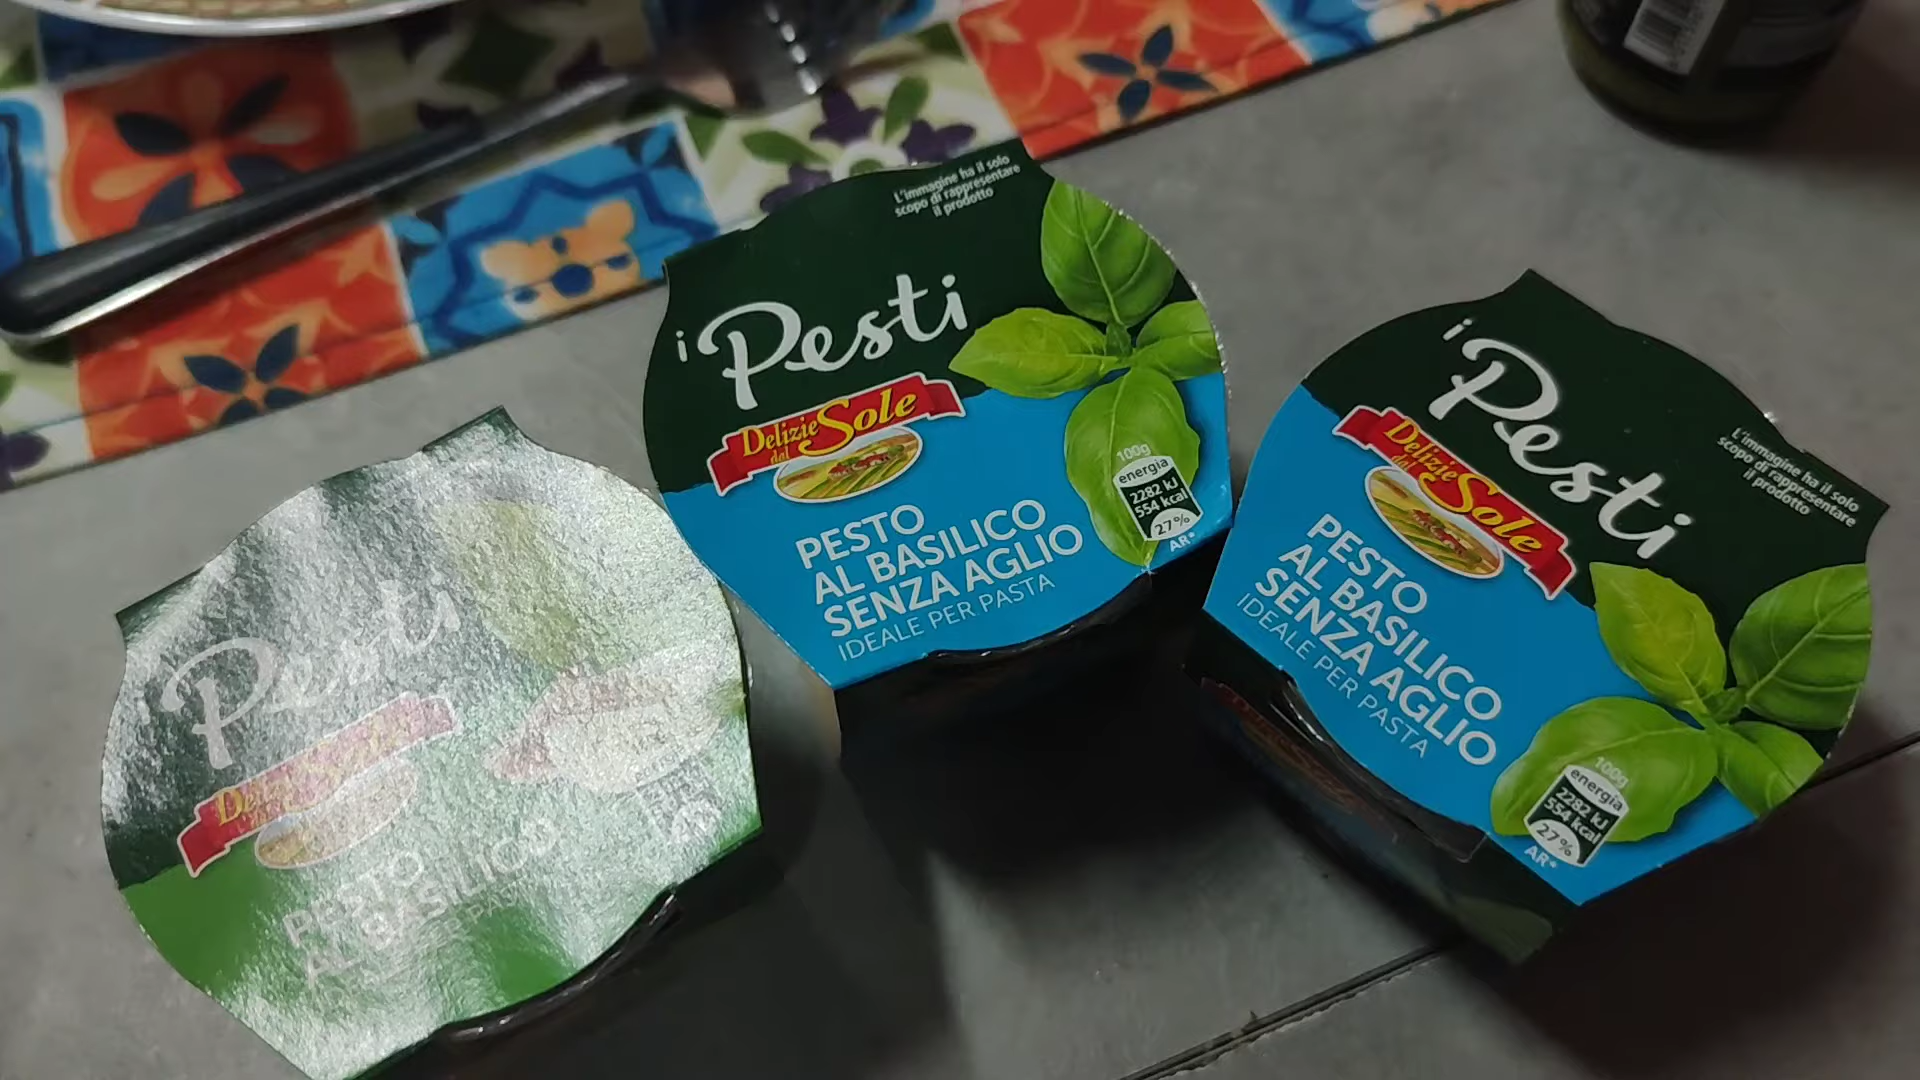 Pesti
PESTO
AL BASILICO
L'immagine ha il solo
scopo di rappresentare
il prodotto
i Pesti
Delizie
dal Sole
PESTO
AL BASILICO
SENZA AGLIO
IDEALE PER PASTA
100g
energia
2282 kJ
554 kcal
27%
AR*
i Pesti
L'immagine ha il solo
scopo di rappresentare
il prodotto
Delizie
dal Sole
PESTO
AL BASILICO
SENZA AGLIO
IDEALE PER PASTA
100g
energia
2282 kJ
554 kcal
27%
AR*